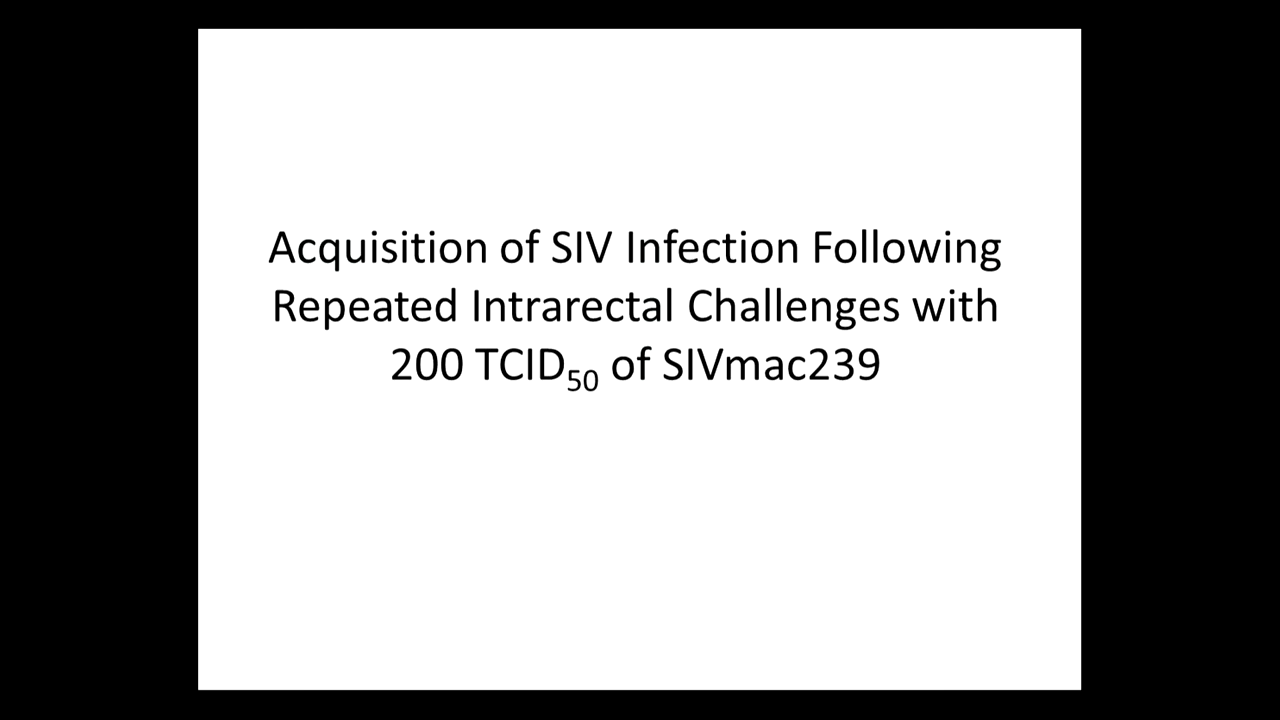 Acquisition of SIV Infection Following
Repeated Intrarectal Challenges with
200 TCID₅₀ of SIVmac239